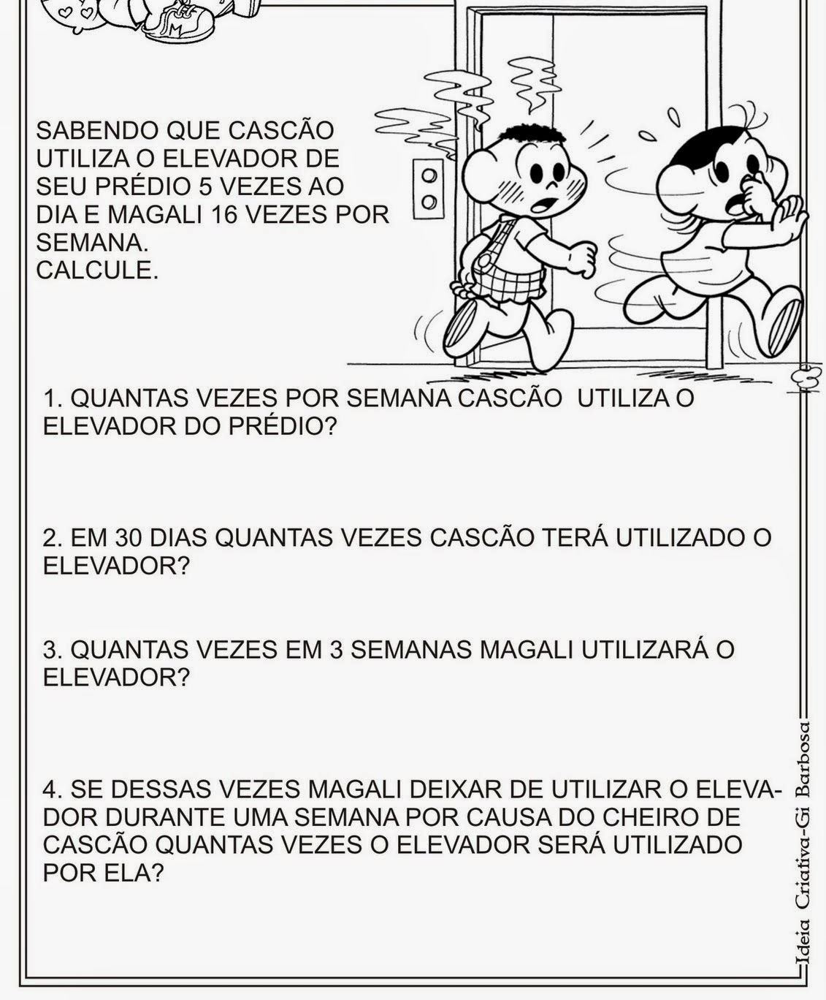 M
SABENDO QUE CASCÃO
UTILIZA O ELEVADOR DE
SEU PRÉDIO 5 VEZES AO
DIA E MAGALI 16 VEZES POR
SEMANA.
CALCULE.
1. QUANTAS VEZES POR SEMANA CASCÃO UTILIZA O
ELEVADOR DO PRÉDIO?
2. EM 30 DIAS QUANTAS VEZES CASCÃO TERÁ UTILIZADO O
ELEVADOR?
3. QUANTAS VEZES EM 3 SEMANAS MAGALI UTILIZARÁ O
ELEVADOR?
4. SE DESSAS VEZES MAGALI DEIXAR DE UTILIZAR O ELEVA-
DOR DURANTE UMA SEMANA POR CAUSA DO CHEIRO DE
CASCÃO QUANTAS VEZES O ELEVADOR SERÁ UTILIZADO
POR ELA?
Ideia Criativa-Gi Barbosa